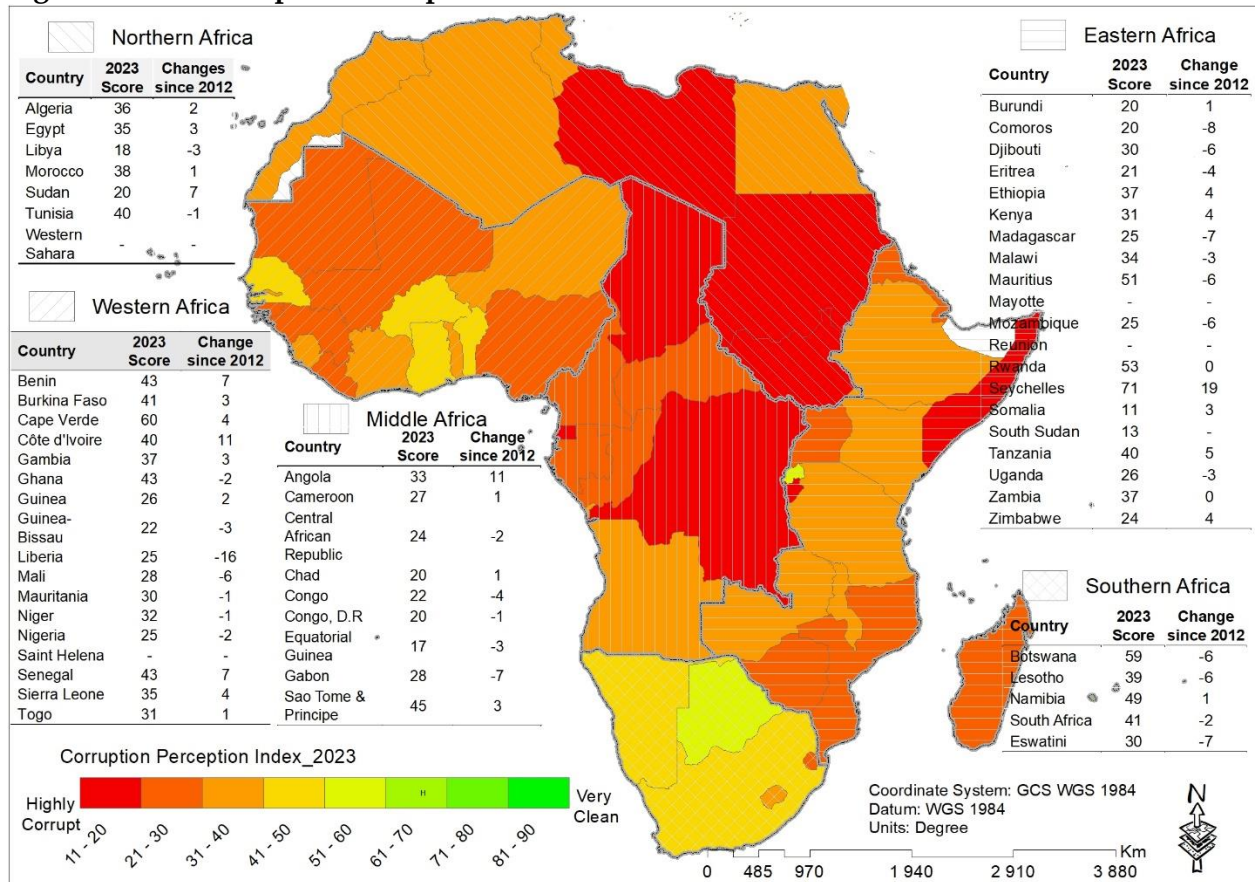 Northern Africa
Country 2023 Score Changes since 2012
Algeria 36 2
Egypt 35 3
Libya 18 -3
Morocco 38 1
Sudan 20 7
Tunisia 40 -1
Western Sahara - -
Western Africa
Country 2023 Score Change since 2012
Benin 43 7
Burkina Faso 41 3
Cape Verde 60 4
Côte d'Ivoire 40 11
Gambia 37 3
Ghana 43 -2
Guinea 26 2
Guinea-Bissau 22 -3
Liberia 25 -16
Mali 28 -6
Mauritania 30 -1
Niger 32 -1
Nigeria 25 -2
Saint Helena - -
Senegal 43 7
Sierra Leone 35 4
Togo 31 1
Middle Africa
Country 2023 Score Change since 2012
Angola 33 11
Cameroon 27 1
Central African Republic 24 -2
Chad 20 1
Congo 22 -4
Congo, D.R 20 -1
Equatorial Guinea 17 -3
Gabon 28 -7
Sao Tome & Principe 45 3
Eastern Africa
Country 2023 Score Change since 2012
Burundi 20 1
Comoros 20 -8
Djibouti 30 -6
Eritrea 21 -4
Ethiopia 37 4
Kenya 31 4
Madagascar 25 -7
Malawi 34 -3
Mauritius 51 -6
Mayotte - -
Mozambique 25 -6
Reunion - -
Rwanda 53 0
Seychelles 71 19
Somalia 11 3
South Sudan 13 -
Tanzania 40 5
Uganda 26 -3
Zambia 37 0
Zimbabwe 24 4
Southern Africa
Country 2023 Score Change since 2012
Botswana 59 -6
Lesotho 39 -6
Namibia 49 1
South Africa 41 -2
Eswatini 30 -7
Corruption Perception Index_2023
Highly Corrupt
H
Very Clean
11 - 20 21 - 30 31 - 40 41 - 50 51 - 60 61 - 70 71 - 80 81 - 90
Coordinate System: GCS WGS 1984
Datum: WGS 1984
Units: Degree
N
Km
0 485 970 1 940 2 910 3 880